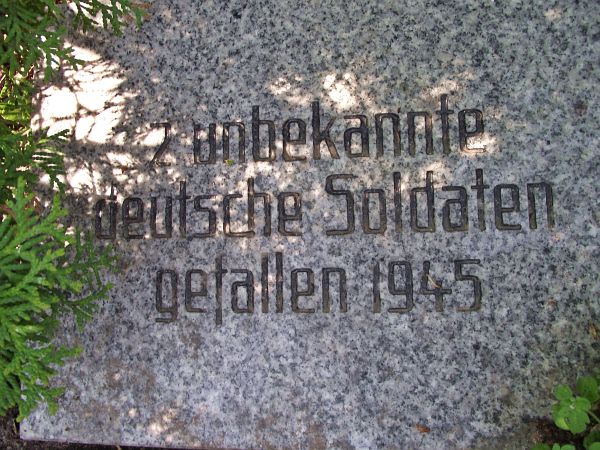 2 unbekannte
deutsche Soldaten
gefallen 1945